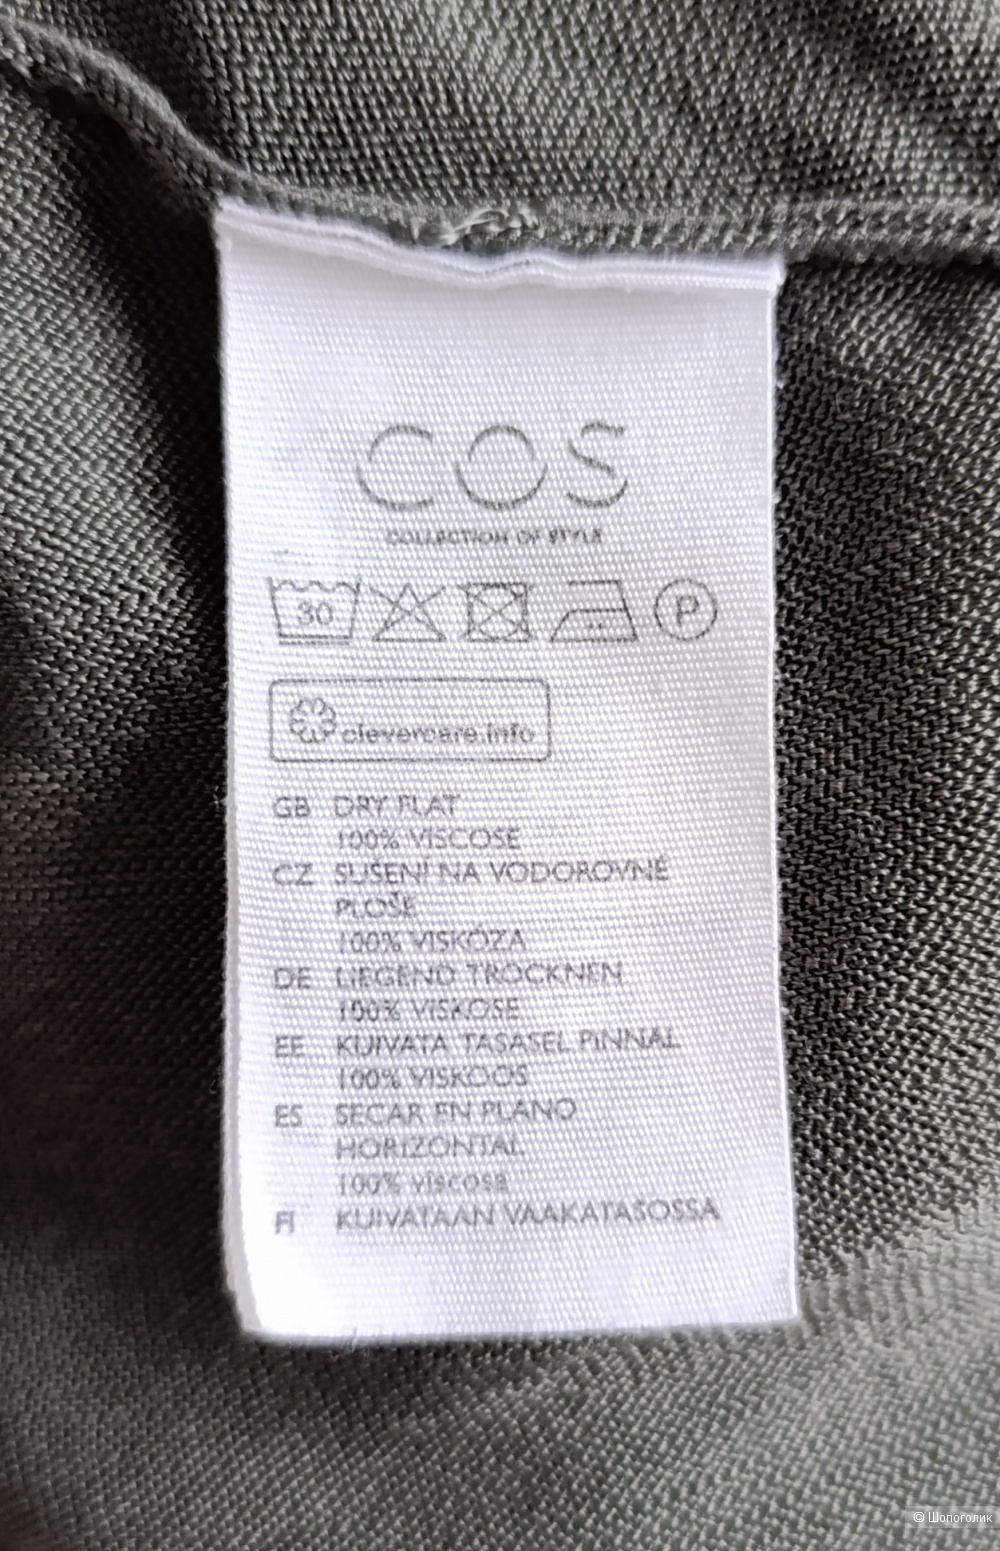 COS
COLLECTION OF STYLE
30 P
clevercare.info
GB DRY FLAT
100% VISCOSE
CZ SUŠENÍ NA VODOROVNÉ
PLOŠE
100% VISKÓZA
DE LIEGEND TROCKNEN
100% VISKOSE
EE KUIVATA TASASEL PINNAL
100% VISKOOS
ES SECAR EN PLANO
HORIZONTAL
100% viscosa
FI KUIVATAAN VAAKATASOSSA
© Шопоголик